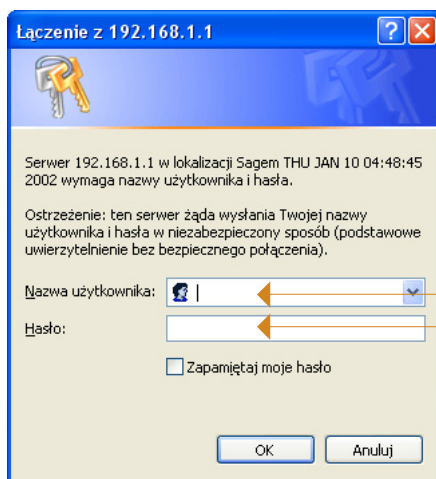 Łączenie z 192.168.1.1
Serwer 192.168.1.1 w lokalizacji Sagem THU JAN 10 04:48:45
2002 wymaga nazwy użytkownika i hasła.
Ostrzeżenie: ten serwer żąda wysłania Twojej nazwy
użytkownika i hasła w niezabezpieczony sposób (podstawowe
uwierzytelnienie bez bezpiecznego połączenia).
Nazwa użytkownika:
Hasło:
Zapamiętaj moje hasło
OK Anuluj